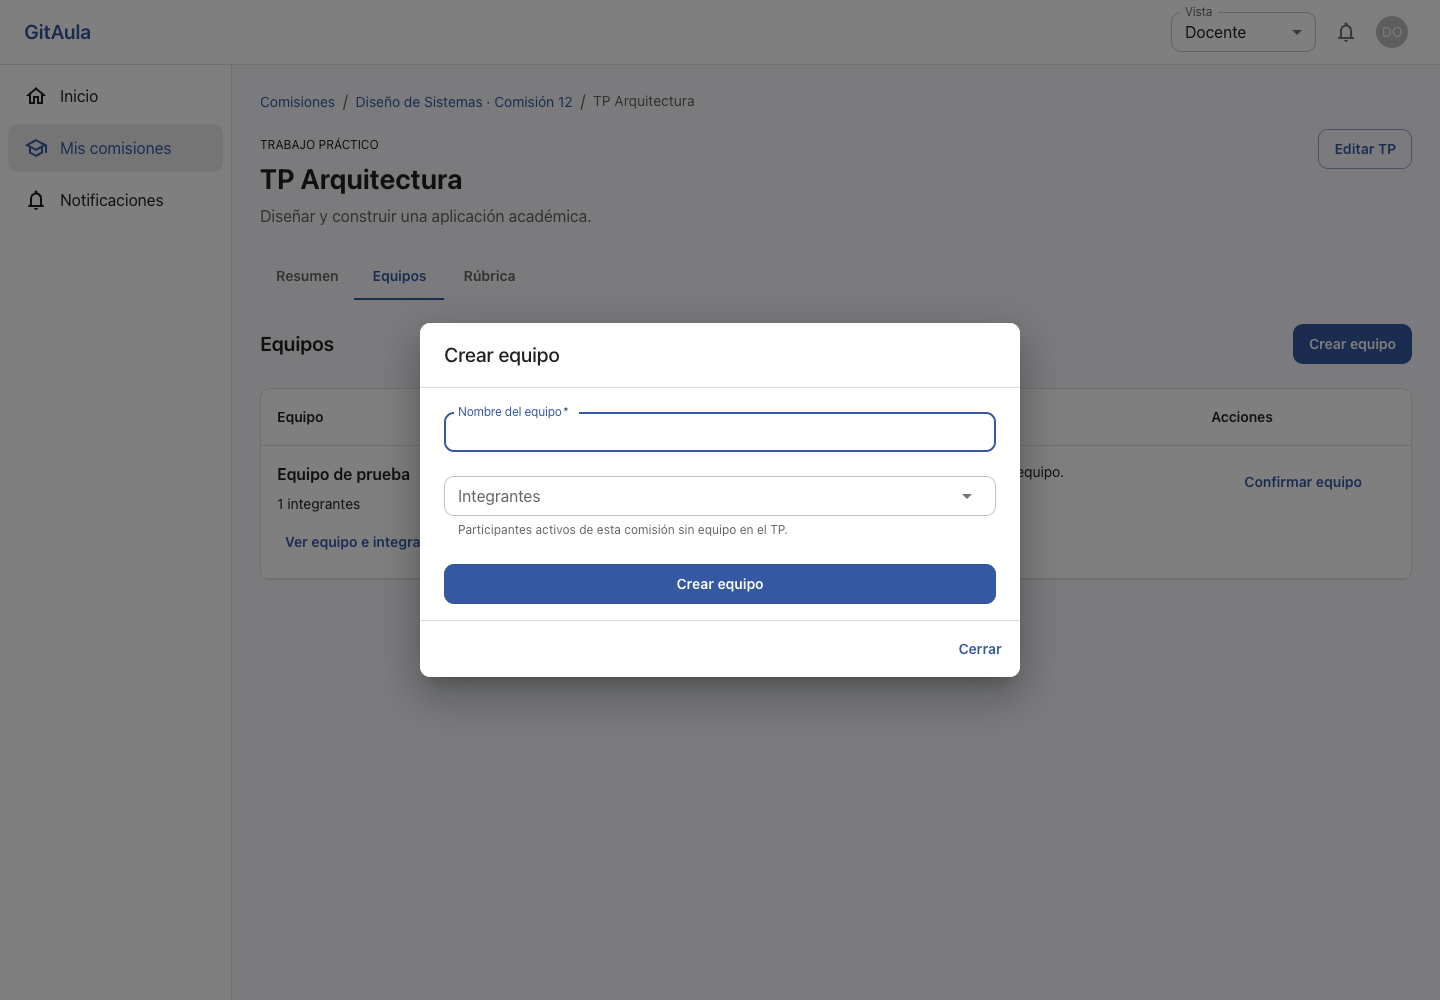 GitAula
Vista
Docente
DO
Inicio
Mis comisiones
Notificaciones
Comisiones / Diseño de Sistemas · Comisión 12 / TP Arquitectura
TRABAJO PRÁCTICO
Editar TP
TP Arquitectura
Diseñar y construir una aplicación académica.
Resumen
Equipos
Rúbrica
Equipos
Crear equipo
Equipo
Acciones
Equipo de prueba
equipo.
Confirmar equipo
1 integrantes
Ver equipo e integra
Crear equipo
Nombre del equipo*
Integrantes
Participantes activos de esta comisión sin equipo en el TP.
Crear equipo
Cerrar